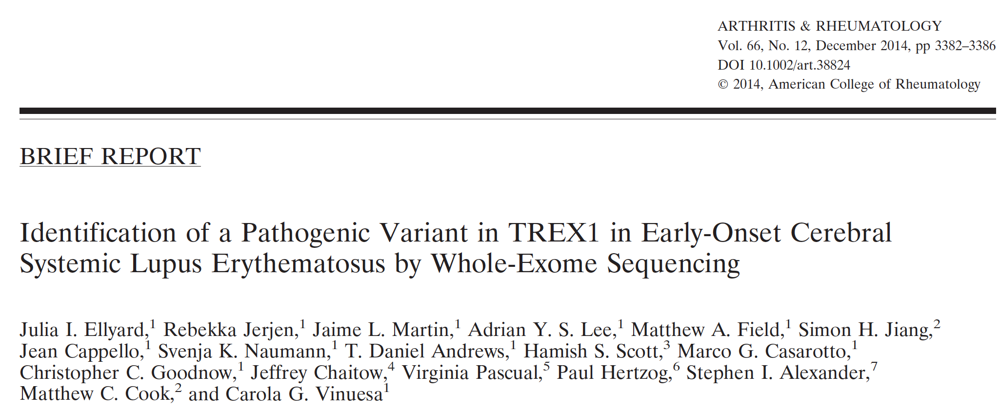 ARTHRITIS & RHEUMATOLOGY
Vol. 66, No. 12, December 2014, pp 3382–3386
DOI 10.1002/art.38824
© 2014, American College of Rheumatology
BRIEF REPORT
Identification of a Pathogenic Variant in TREX1 in Early-Onset Cerebral
Systemic Lupus Erythematosus by Whole-Exome Sequencing
Julia I. Ellyard,¹ Rebekka Jerjen,¹ Jaime L. Martin,¹ Adrian Y. S. Lee,¹ Matthew A. Field,¹ Simon H. Jiang,²
Jean Cappello,¹ Svenja K. Naumann,¹ T. Daniel Andrews,¹ Hamish S. Scott,³ Marco G. Casarotto,¹
Christopher C. Goodnow,¹ Jeffrey Chaitow,⁴ Virginia Pascual,⁵ Paul Hertzog,⁶ Stephen I. Alexander,⁷
Matthew C. Cook,² and Carola G. Vinuesa¹